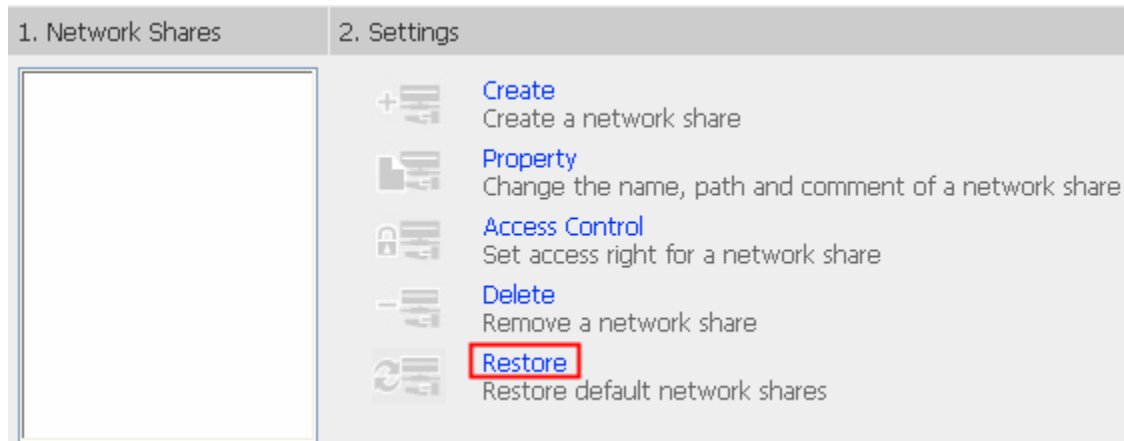 1. Network Shares
2. Settings
Create
Create a network share
Property
Change the name, path and comment of a network share
Access Control
Set access right for a network share
Delete
Remove a network share
Restore
Restore default network shares